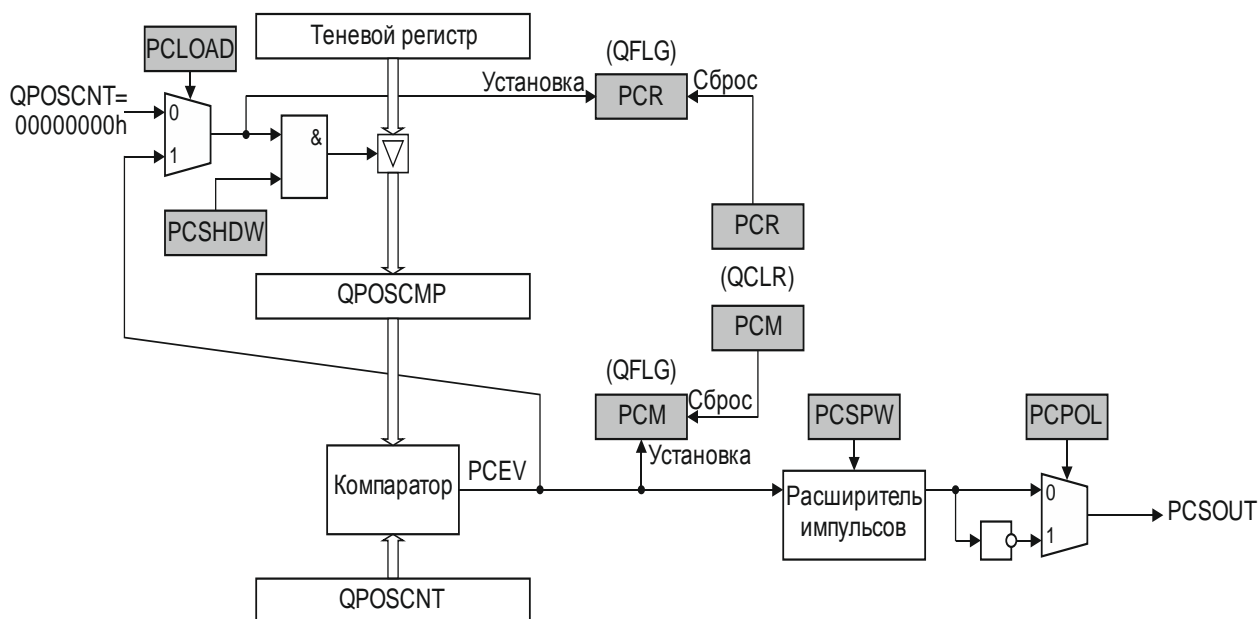 Теневой регистр
PCLOAD
(QFLG)
Установка
PCR
Сброс
QPOSCNT=
00000000h
0
1
&
PCSHDW
PCR
(QCLR)
QPOSCMP
PCM
(QFLG)
PCM
Сброс
PCSPW
PCPOL
Установка
Компаратор
PCEV
Расширитель
импульсов
0
1
PCSOUT
QPOSCNT